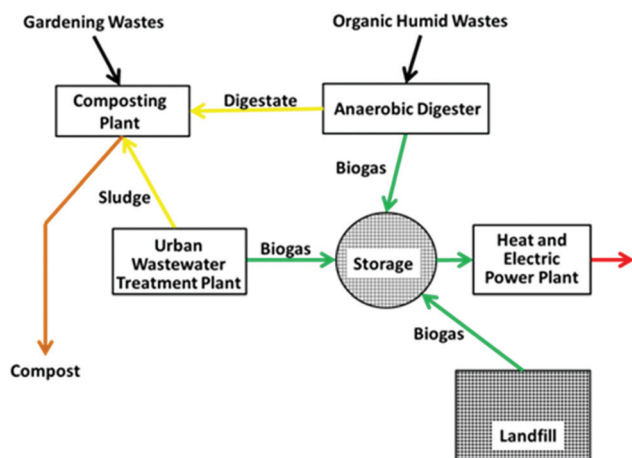 Gardening Wastes
Organic Humid Wastes
Composting
Plant
Digestate
Anaerobic Digester
Biogas
Sludge
Urban
Wastewater
Treatment Plant
Biogas
Storage
Heat and
Electric
Power Plant
Biogas
Compost
Landfill